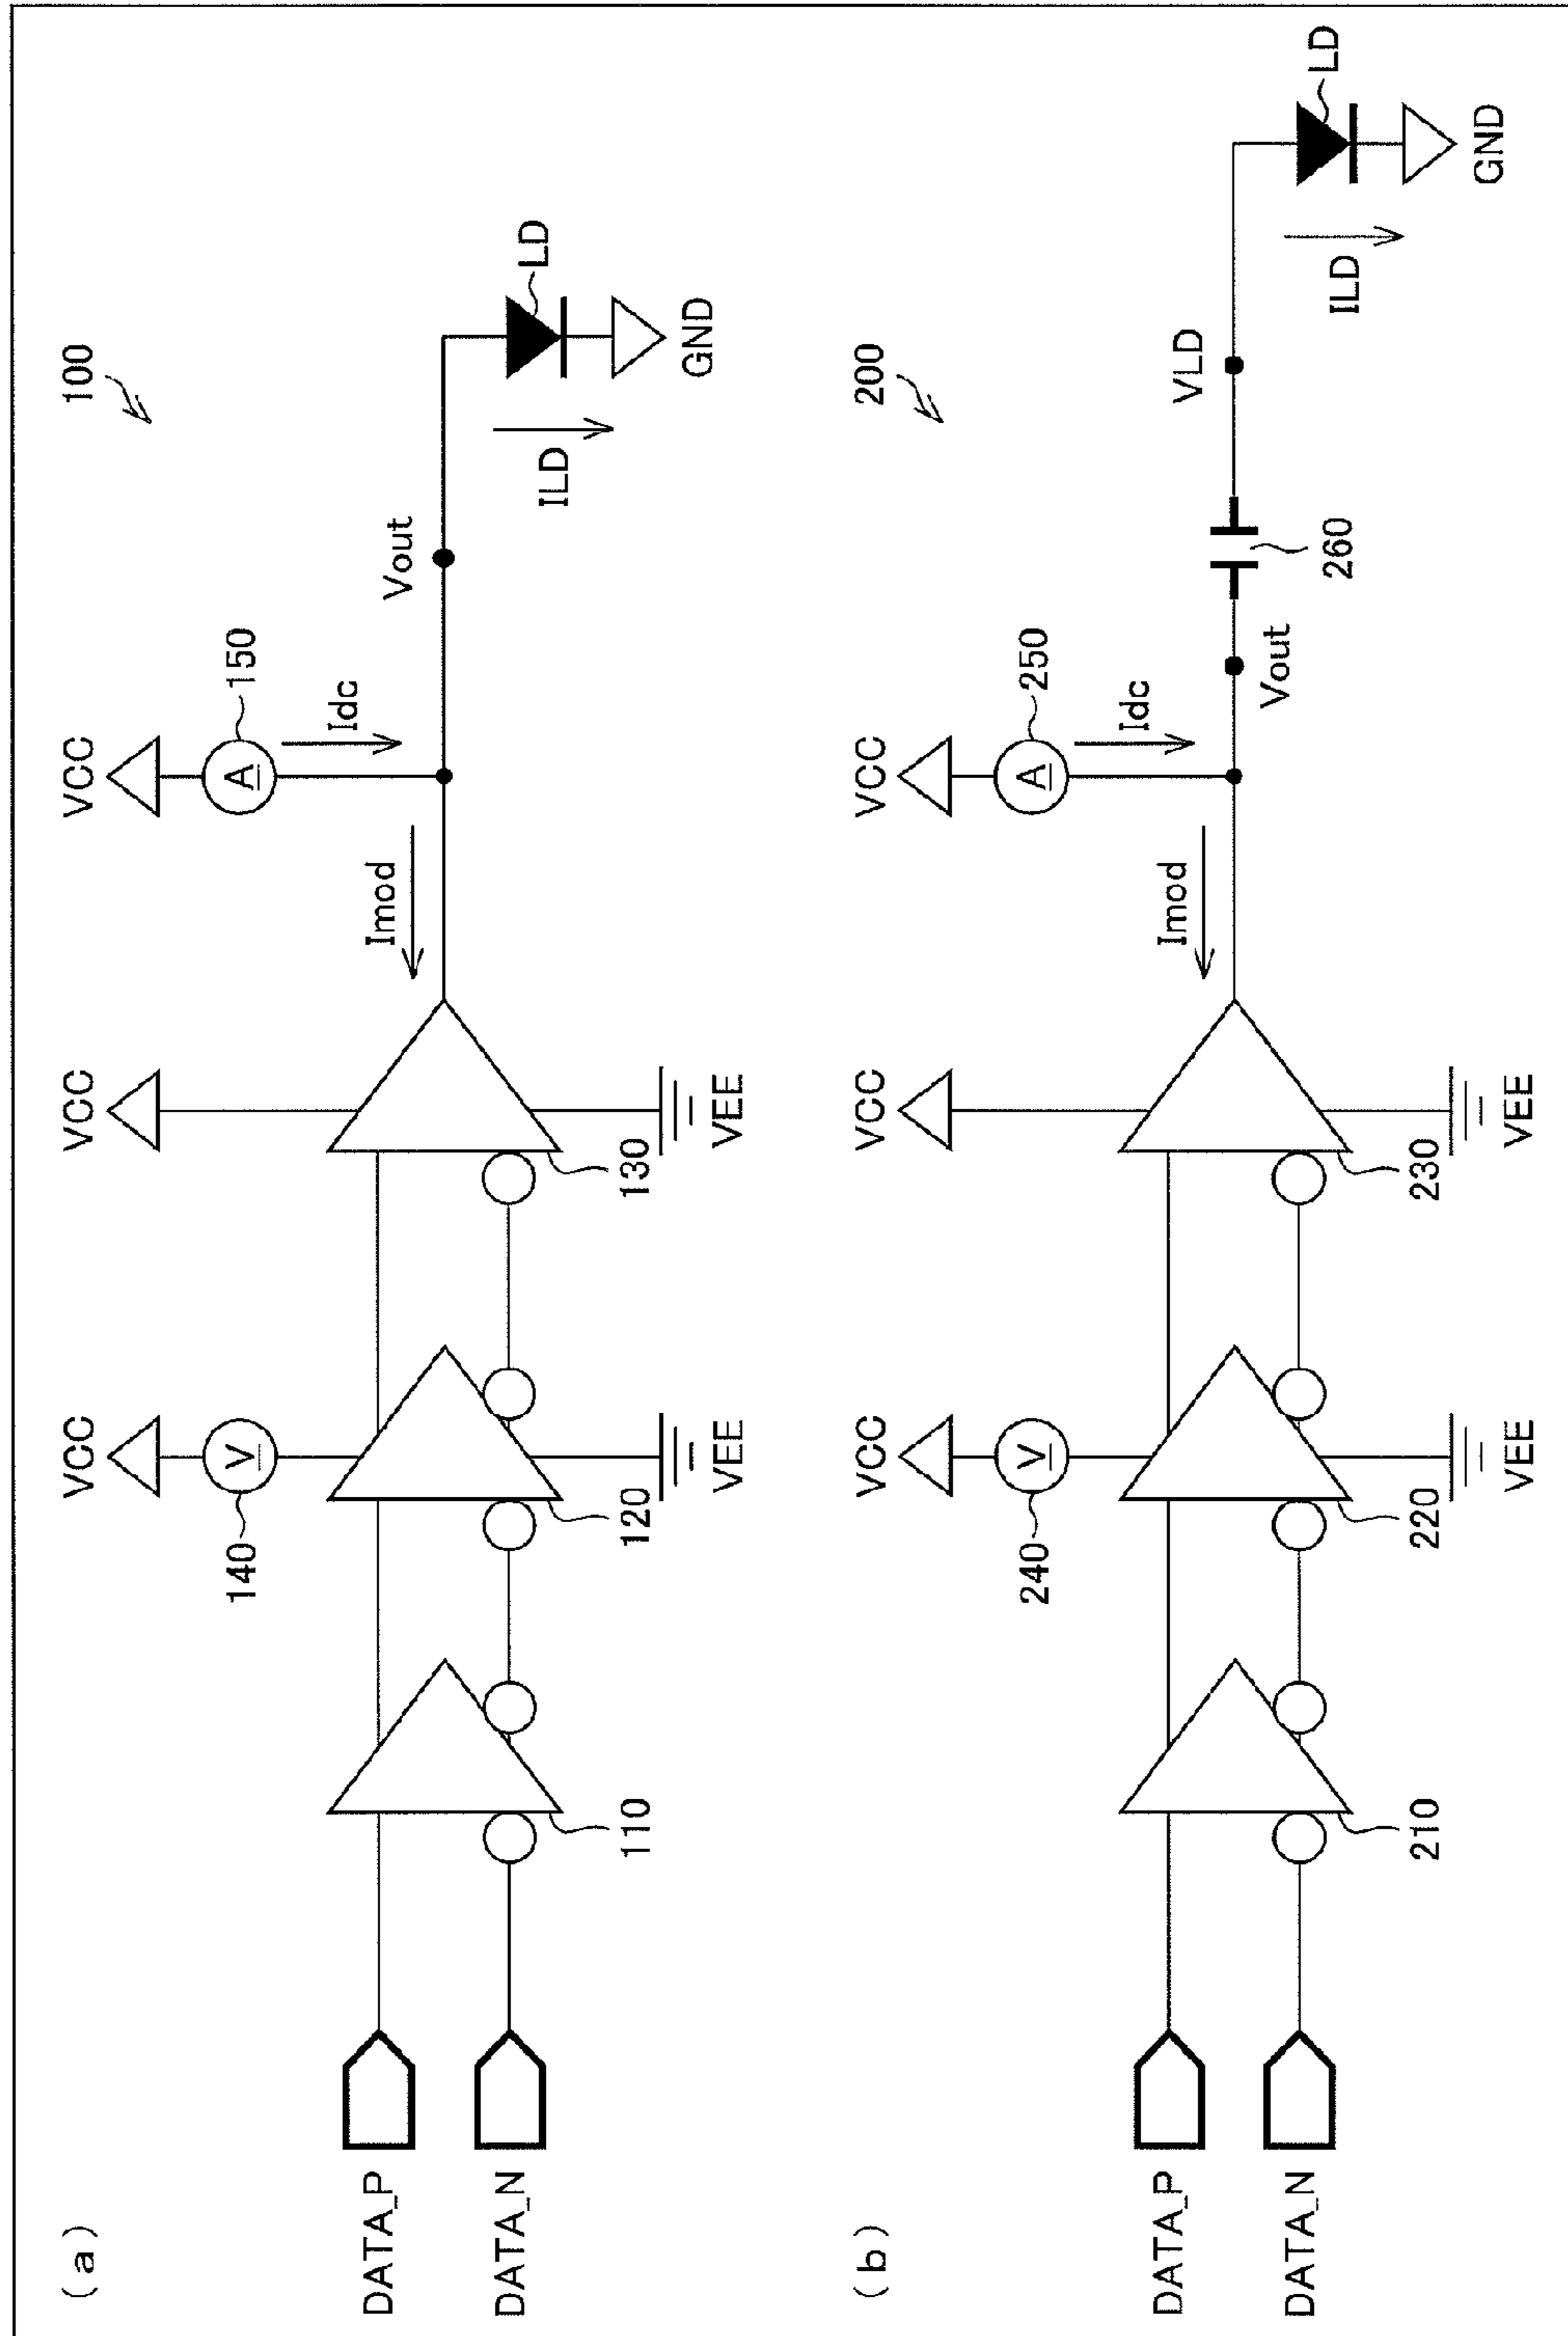 (a)
100
VCC
VCC
VCC
140
150
Idc
Imod
Vout
LD
ILD
GND
DATA_P
DATA_N
110
120
130
VEE
VEE
V
A
(b)
200
VCC
VCC
VCC
240
250
Idc
Imod
Vout
VLD
LD
ILD
GND
260
DATA_P
DATA_N
210
220
230
VEE
VEE
V
A